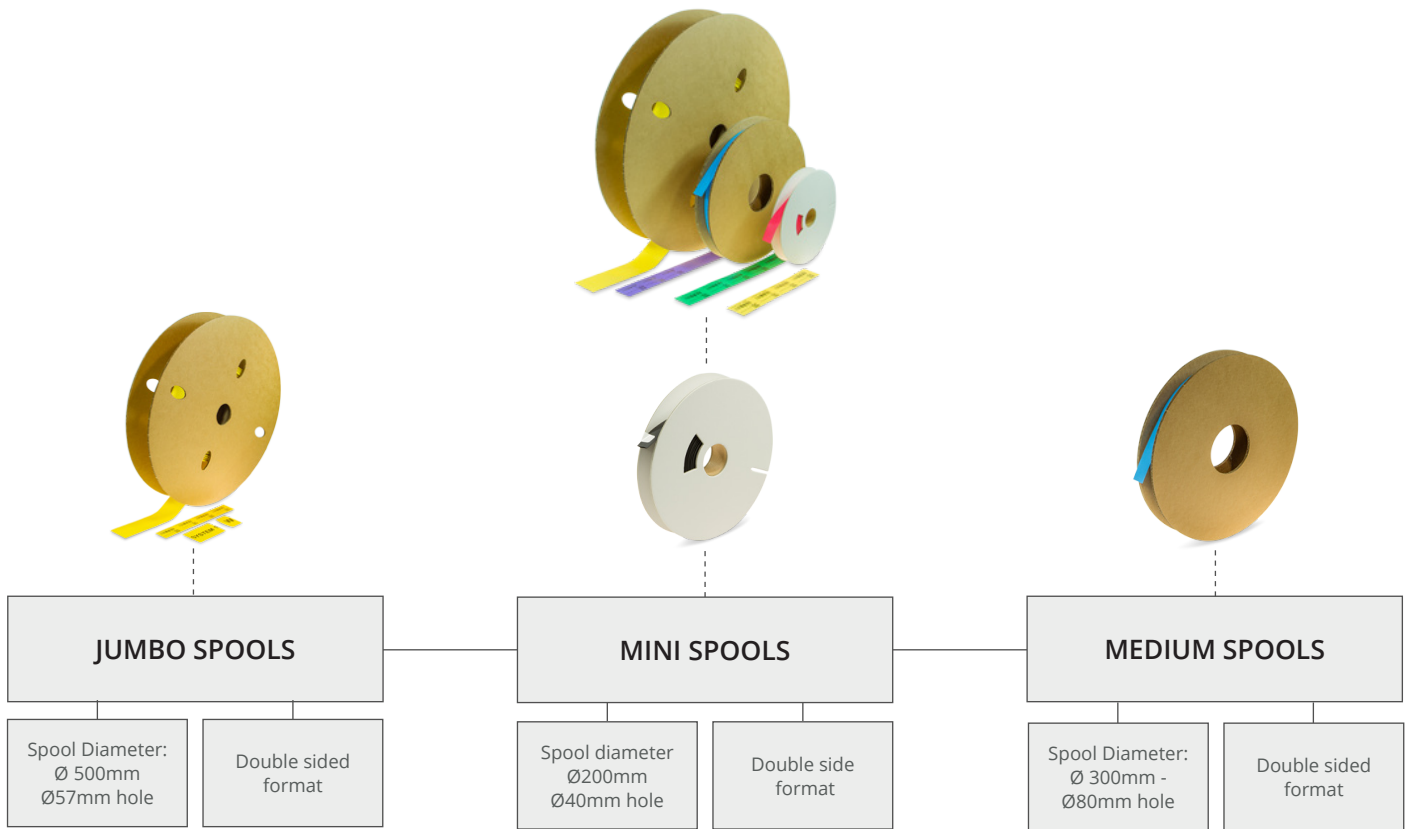 JUMBO SPOOLS
Spool Diameter:
Ø 500mm
Ø57mm hole
Double sided
format
MINI SPOOLS
Spool diameter
Ø200mm
Ø40mm hole
Double side
format
MEDIUM SPOOLS
Spool Diameter:
Ø 300mm -
Ø80mm hole
Double sided
format
SYSTEM